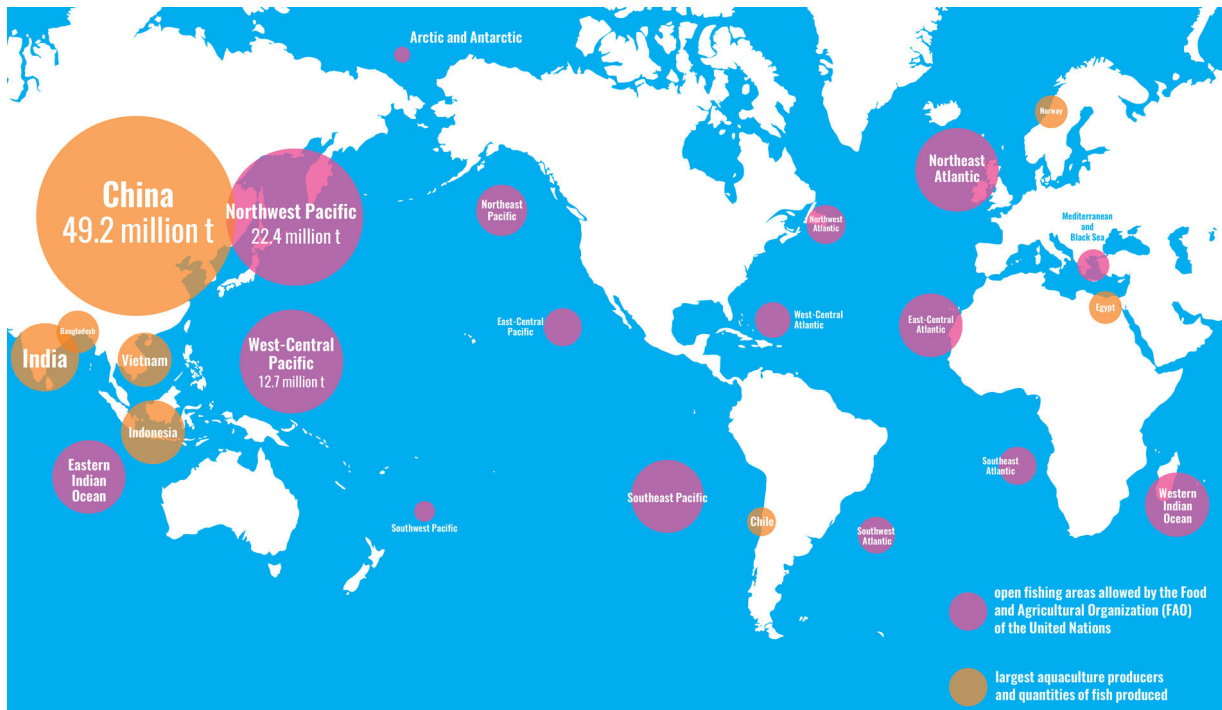 Arctic and Antarctic
Norway
Northeast
Atlantic
China
49.2 million t
Northwest Pacific
22.4 million t
Northeast
Pacific
Northwest
Atlantic
Mediterranean
and
Black Sea
Egypt
Bangladesh
India
Vietnam
West-Central
Pacific
12.7 million t
East-Central
Pacific
West-Central
Atlantic
East-Central
Atlantic
Indonesia
Eastern
Indian
Ocean
Southwest Pacific
Southeast Pacific
Chile
Southwest
Atlantic
Southeast
Atlantic
Western
Indian
Ocean
open fishing areas allowed by the Food
and Agricultural Organization (FAO)
of the United Nations
largest aquaculture producers
and quantities of fish produced